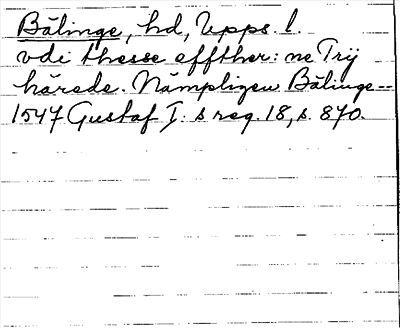 Bälinge, hd, Upps. l.
vdi thesse effther: ne Trij
härede. Nämpligen Bälinge--
1547 Gustaf I: s reg. 18, s. 870.